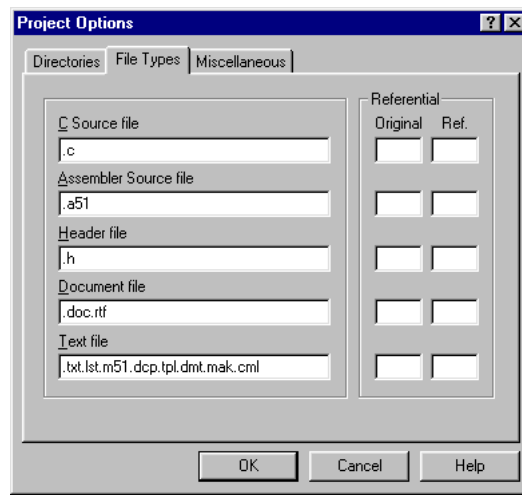 Project Options
Directories File Types Miscellaneous
Referential
C Source file Original Ref.
.c
Assembler Source file
.a51
Header file
.h
Document file
.doc.rtf
Text file
.txt.lst.m51.dcp.tpl.dmt.mak.cml
OK Cancel Help